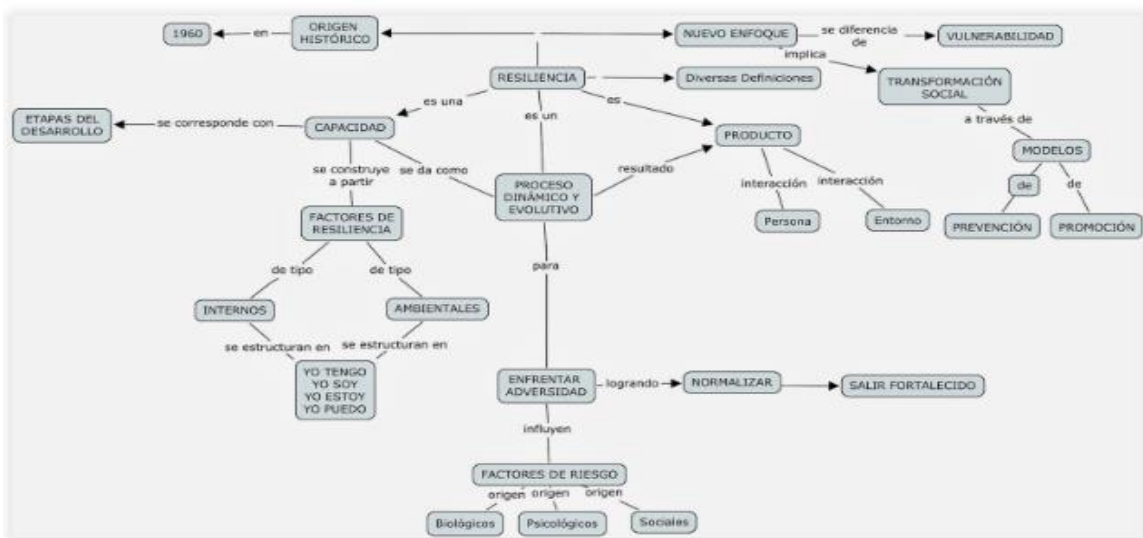 1960
en
ORIGEN
HISTÓRICO
NUEVO ENFOQUE
se diferencia
de
VULNERABILIDAD
implica
RESILIENCIA
Diversas Definiciones
TRANSFORMACIÓN
SOCIAL
es una
es un
es
a través de
ETAPAS DEL
DESARROLLO
se corresponde con
CAPACIDAD
PRODUCTO
MODELOS
se construye
a partir
se da como
resultado
PROCESO
DINÁMICO Y
EVOLUTIVO
interacción
interacción
de
de
Persona
Entorno
PREVENCIÓN
PROMOCIÓN
FACTORES DE
RESILIENCIA
de tipo
de tipo
para
INTERNOS
AMBIENTALES
se estructuran en
se estructuran en
YO TENGO
YO SOY
YO ESTOY
YO PUEDO
ENFRENTAR
ADVERSIDAD
logrando
NORMALIZAR
SALIR FORTALECIDO
influyen
FACTORES DE RIESGO
origen
origen
origen
Biológicos
Psicológicos
Sociales